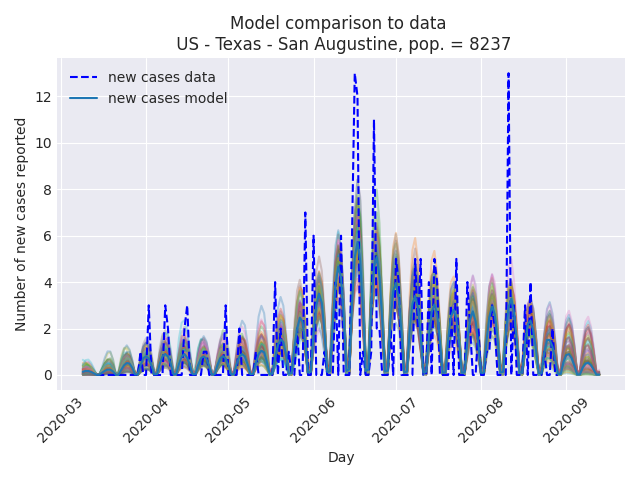 Model comparison to data
US - Texas - San Augustine, pop. = 8237
new cases data
new cases model
Number of new cases reported
12
10
8
6
4
2
0
2020-03
2020-04
2020-05
2020-06
2020-07
2020-08
2020-09
Day